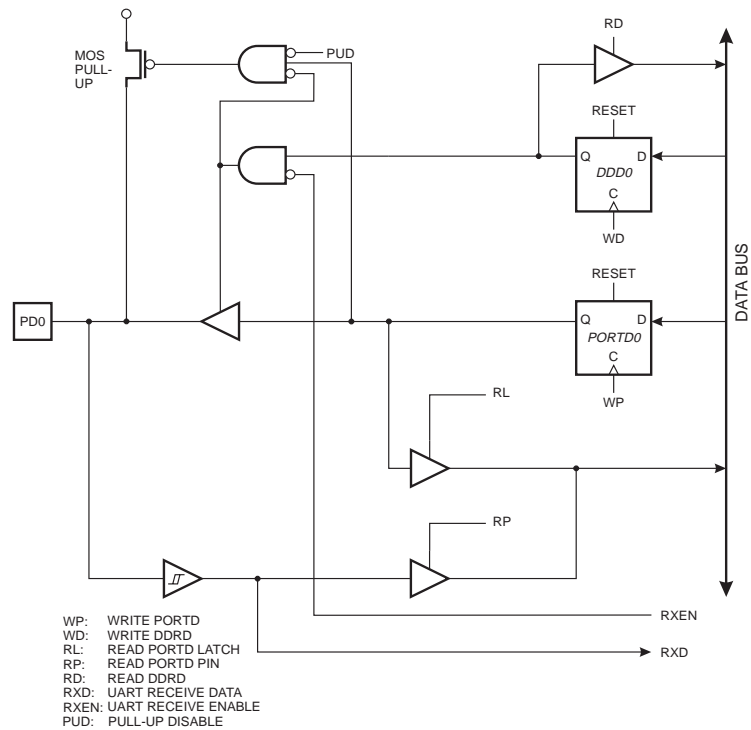 RD
MOS
PULL-
UP
PUD
RESET
Q
D
DDD0
C
WD
DATA BUS
RESET
PD0
Q
D
PORTD0
C
WP
RL
RP
RXEN
RXD
WP: WRITE PORTD
WD: WRITE DDRD
RL: READ PORTD LATCH
RP: READ PORTD PIN
RD: READ DDRD
RXD: UART RECEIVE DATA
RXEN: UART RECEIVE ENABLE
PUD: PULL-UP DISABLE